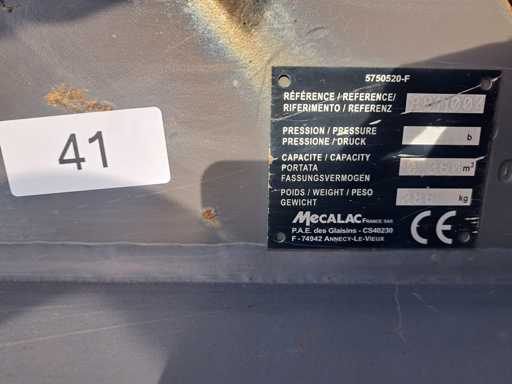 41
5750520-F
RÉFÉRENCE / REFERENCE/
RIFERIMENTO / REFERENZ
PRESSION / PRESSURE
PRESSIONE / DRUCK
b
CAPACITE / CAPACITY
PORTATA
FASSUNGSVERMOGEN
m³
POIDS / WEIGHT / PESO
GEWICHT
kg
MECALAC FRANCE SAS
P.A.E. des Glaisins - CS40230
F - 74942 ANNECY-LE-VIEUX
CE